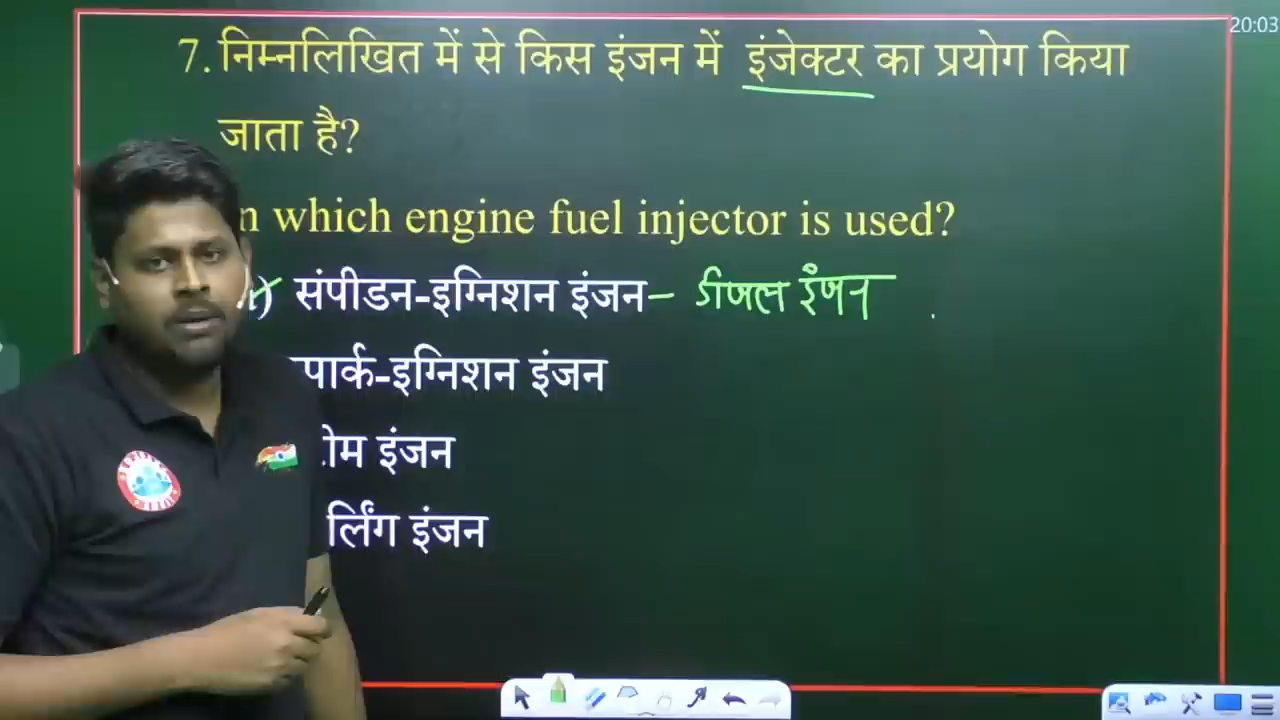 20:03
7. निम्नलिखित में से किस इंजन में इंजेक्टर का प्रयोग किया
जाता है?
which engine fuel injector is used?
संपीडन-इग्निशन इंजन – डीजल इंजन
इग्निशन इंजन
इंजन
इंजन